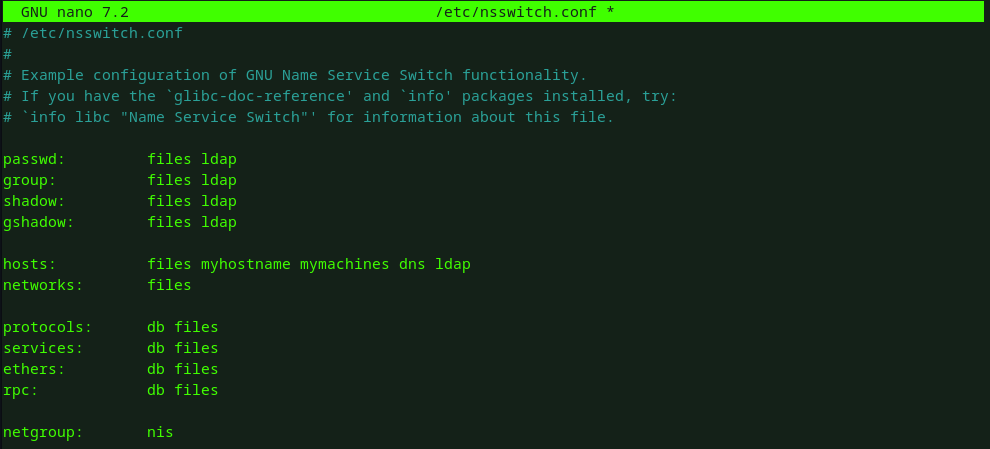 GNU nano 7.2 /etc/nsswitch.conf *
# /etc/nsswitch.conf
#
# Example configuration of GNU Name Service Switch functionality.
# If you have the `glibc-doc-reference' and `info' packages installed, try:
# `info libc "Name Service Switch"' for information about this file.
passwd: files ldap
group: files ldap
shadow: files ldap
gshadow: files ldap
hosts: files myhostname mymachines dns ldap
networks: files
protocols: db files
services: db files
ethers: db files
rpc: db files
netgroup: nis